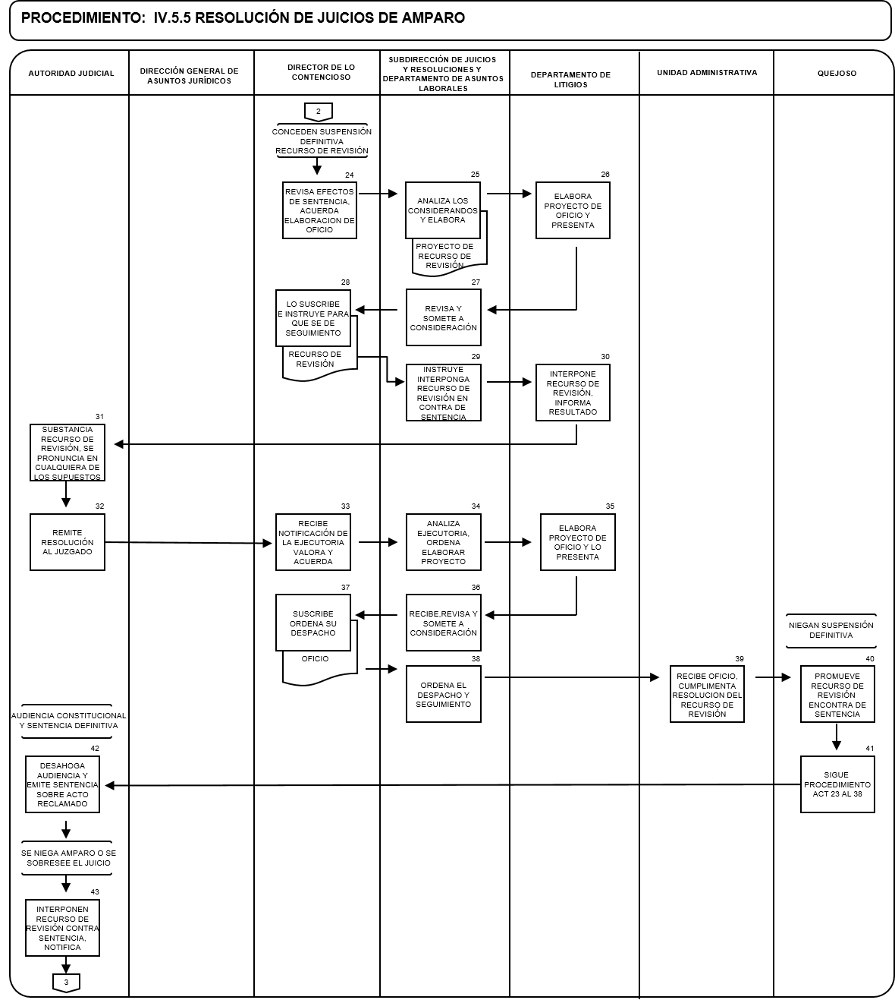 PROCEDIMIENTO: IV.5.5 RESOLUCIÓN DE JUICIOS DE AMPARO
AUTORIDAD JUDICIAL
DIRECCIÓN GENERAL DE
ASUNTOS JURÍDICOS
DIRECTOR DE LO
CONTENCIOSO
SUBDIRECCIÓN DE JUICIOS
Y RESOLUCIONES Y
DEPARTAMENTO DE ASUNTOS
LABORALES
DEPARTAMENTO DE
LITIGIOS
UNIDAD ADMINISTRATIVA
QUEJOSO
2
CONCEDEN SUSPENSIÓN
DEFINITIVA
RECURSO DE REVISIÓN
24
REVISA EFECTOS
DE SENTENCIA,
ACUERDA
ELABORACION DE
OFICIO
25
ANALIZA LOS
CONSIDERANDOS
Y ELABORA
PROYECTO DE
RECURSO DE
REVISIÓN
26
ELABORA
PROYECTO DE
OFICIO Y
PRESENTA
27
REVISA Y
SOMETE A
CONSIDERACIÓN
28
LO SUSCRIBE
E INSTRUYE PARA
QUE SE DE
SEGUIMIENTO
RECURSO DE
REVISIÓN
29
INSTRUYE
INTERPONGA
RECURSO DE
REVISIÓN EN
CONTRA DE
SENTENCIA
30
INTERPONE
RECURSO DE
REVISIÓN,
INFORMA
RESULTADO
31
SUBSTANCIA
RECURSO DE
REVISIÓN, SE
PRONUNCIA EN
CUALQUIERA DE
LOS SUPUESTOS
32
REMITE
RESOLUCIÓN
AL JUZGADO
33
RECIBE
NOTIFICACIÓN DE
LA EJECUTORIA
VALORA Y
ACUERDA
34
ANALIZA
EJECUTORIA,
ORDENA
ELABORAR
PROYECTO
35
ELABORA
PROYECTO DE
OFICIO Y LO
PRESENTA
36
RECIBE,REVISA Y
SOMETE A
CONSIDERACIÓN
37
SUSCRIBE
ORDENA SU
DESPACHO
OFICIO
38
ORDENA EL
DESPACHO Y
SEGUIMIENTO
39
RECIBE OFICIO,
CUMPLIMENTA
RESOLUCION DEL
RECURSO DE
REVISIÓN
NIEGAN SUSPENSIÓN
DEFINITIVA
40
PROMUEVE
RECURSO DE
REVISIÓN
ENCONTRA DE
SENTENCIA
41
SIGUE
PROCEDIMIENTO
ACT 23 AL 38
AUDIENCIA CONSTITUCIONAL
Y SENTENCIA DEFINITIVA
42
DESAHOGA
AUDIENCIA Y
EMITE SENTENCIA
SOBRE ACTO
RECLAMADO
SE NIEGA AMPARO O SE
SOBRESEE EL JUICIO
43
INTERPONEN
RECURSO DE
REVISIÓN CONTRA
SENTENCIA,
NOTIFICA
3